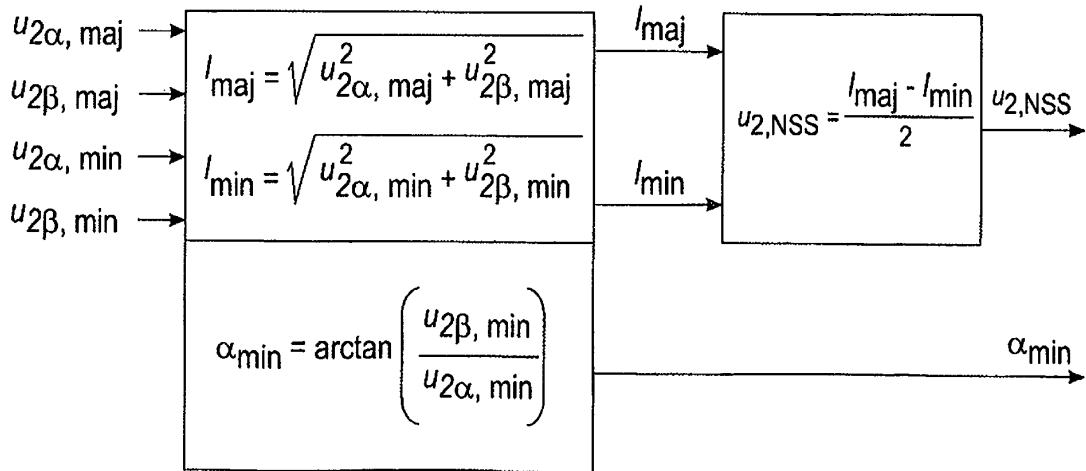 u2α, maj
u2β, maj
u2α, min
u2β, min
lmaj = √(u²2α, maj + u²2β, maj)
lmin = √(u²2α, min + u²2β, min)
αmin = arctan (u2β, min / u2α, min)
lmaj
lmin
u2,NSS = (lmaj - lmin) / 2
u2,NSS
αmin